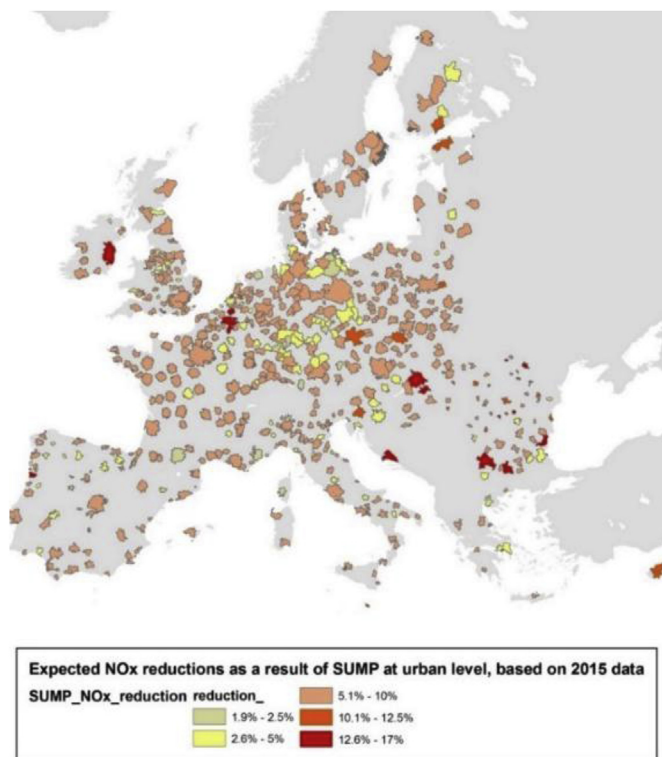 Expected NOx reductions as a result of SUMP at urban level, based on 2015 data
SUMP_NOx_reduction reduction_ 5.1% - 10%
1.9% - 2.5% 10.1% - 12.5%
2.6% - 5% 12.6% - 17%